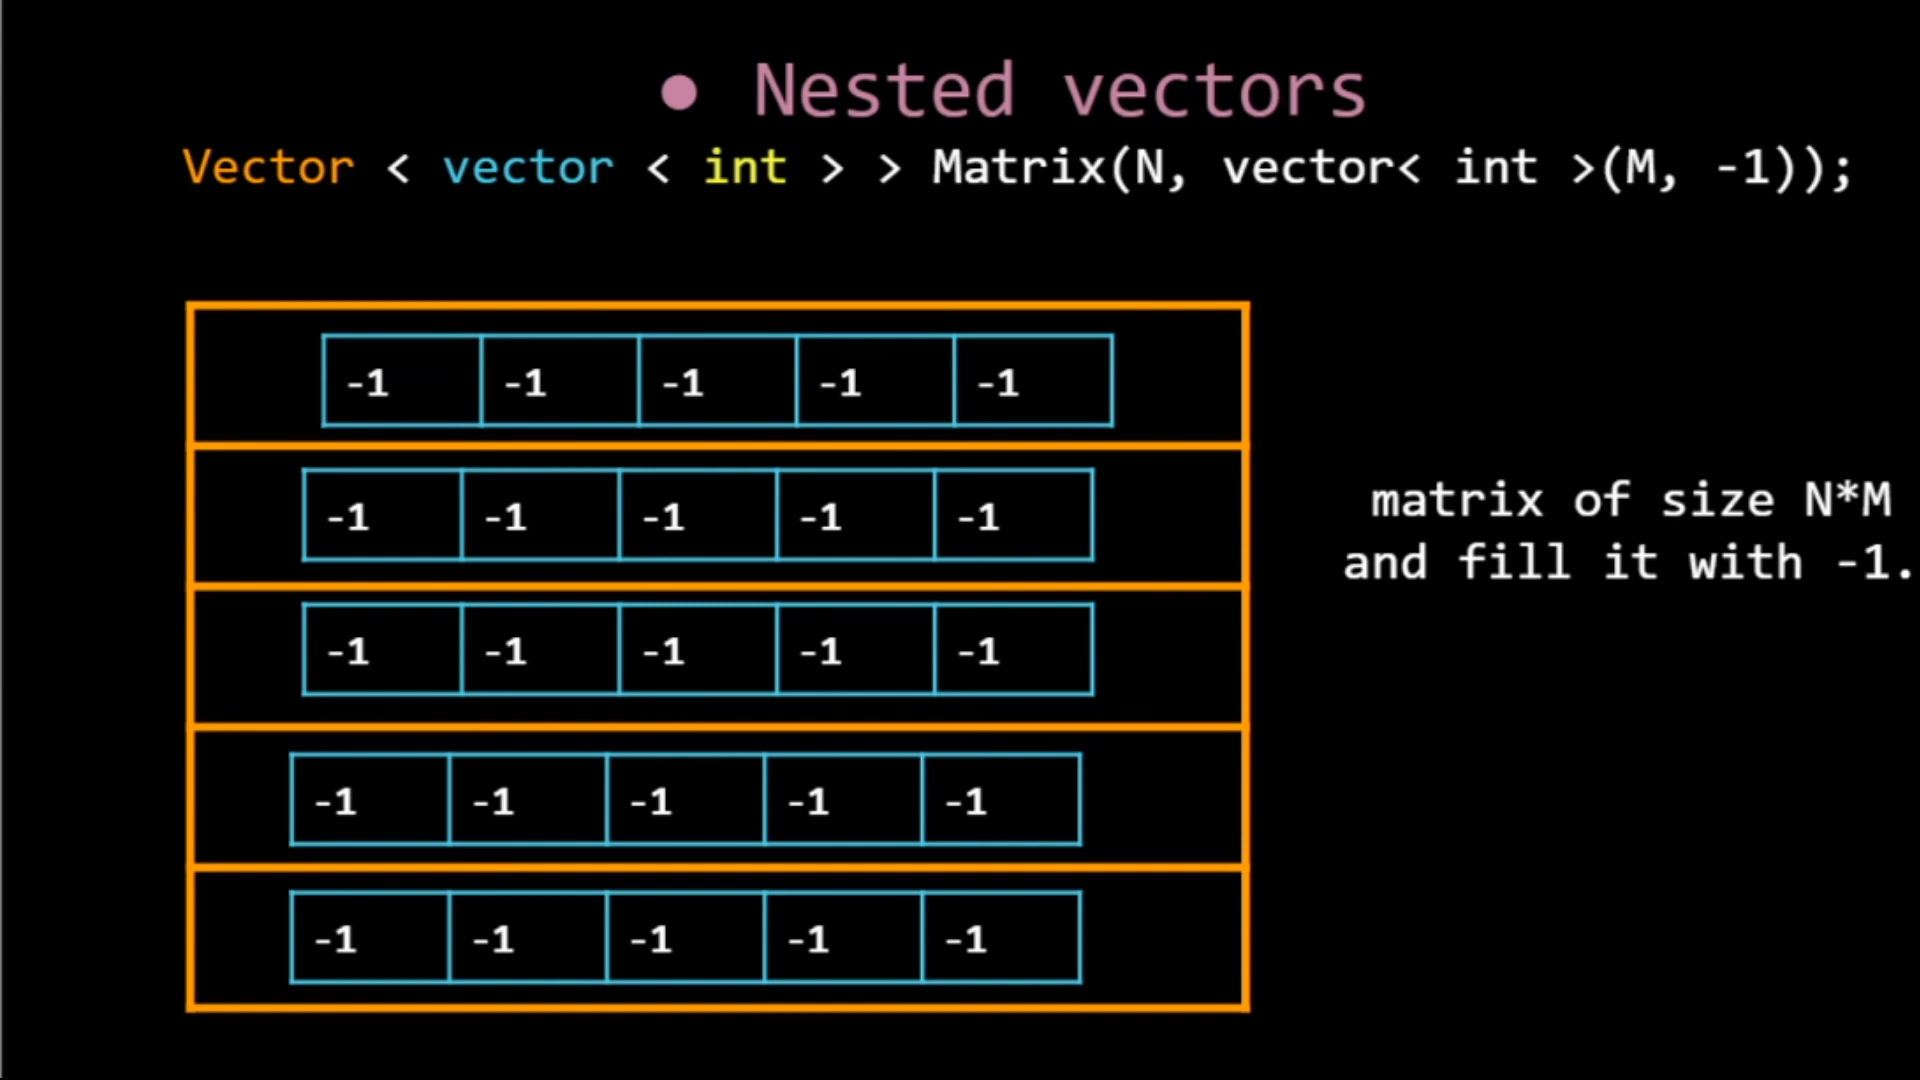 ● Nested vectors
Vector < vector < int > > Matrix(N, vector< int >(M, -1));
-1 -1 -1 -1 -1
-1 -1 -1 -1 -1
matrix of size N*M
and fill it with -1.
-1 -1 -1 -1 -1
-1 -1 -1 -1 -1
-1 -1 -1 -1 -1